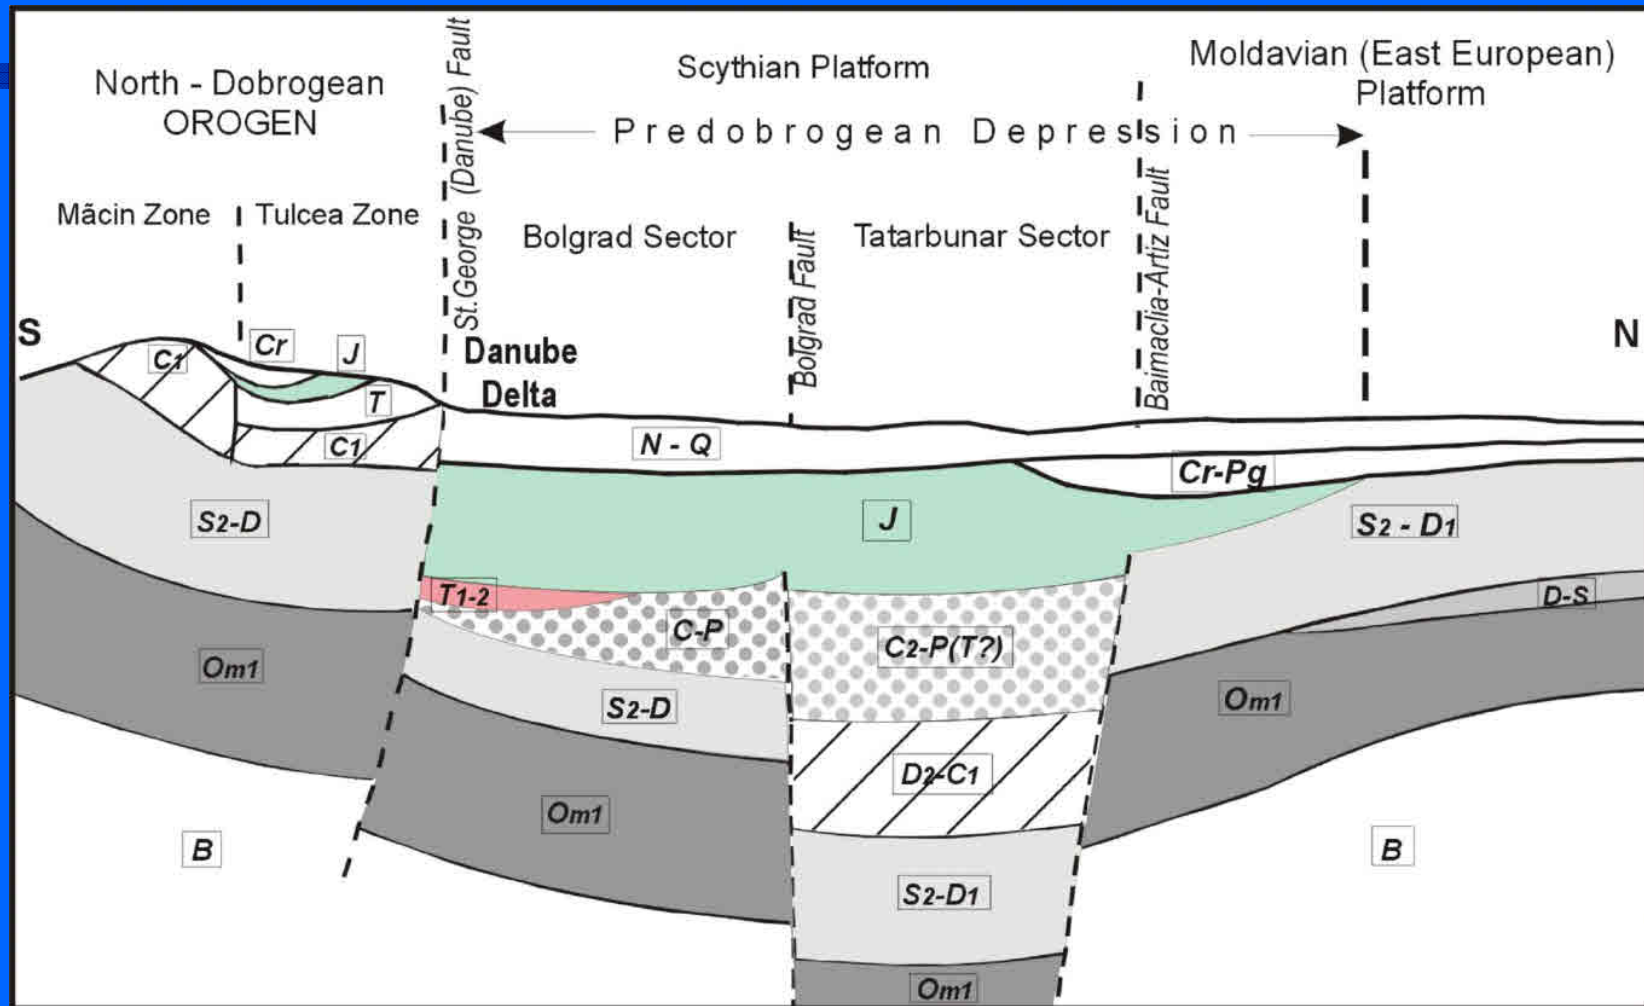 North - Dobrogean
OROGEN
St.George (Danube) Fault
Scythian Platform
Moldavian (East European)
Platform
Predobrogean Depression
Măcin Zone
Tulcea Zone
Bolgrad Sector
Bolgrad Fault
Tatarbunar Sector
Baimaclia-Artiz Fault
S
N
C1
Cr
J
T
C1
Danube
Delta
N - Q
Cr-Pg
S2-D
J
S2 - D1
T1-2
C-P
C2-P(T?)
D-S
Om1
S2-D
Om1
Om1
D2-C1
B
B
S2-D1
Om1